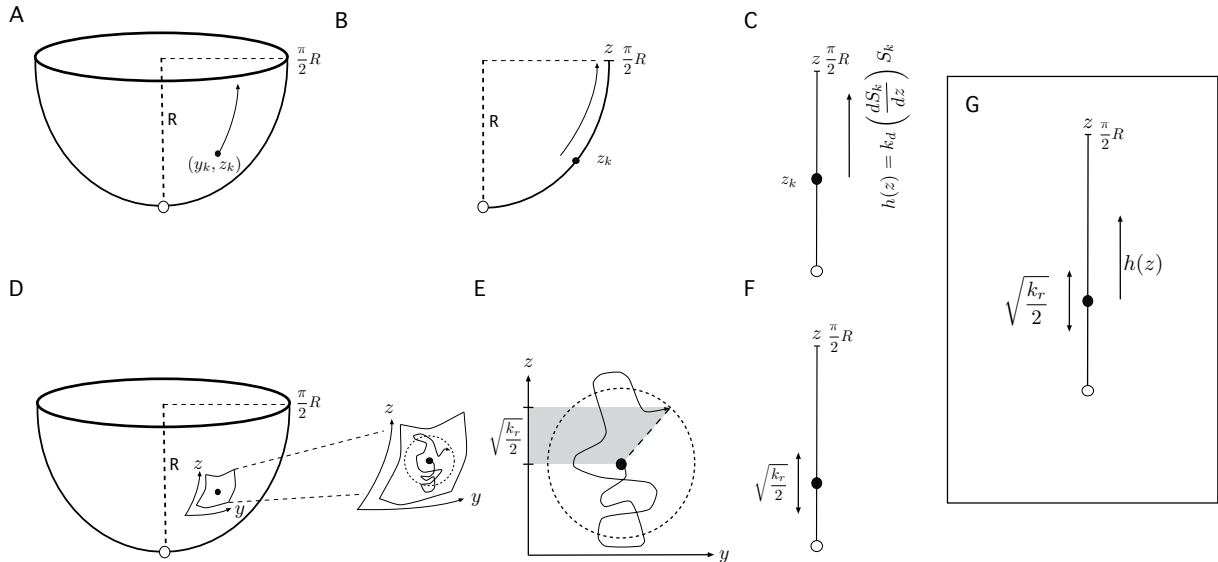 A
π/2 R
R
(y_k, z_k)
B
z π/2 R
R
z_k
C
z π/2 R
z_k
h(z) = k_d (dS_k/dz) S_k
G
z π/2 R
h(z)
√(k_r/2)
D
π/2 R
R
z
y
z
y
E
z
√(k_r/2)
y
F
z π/2 R
√(k_r/2)